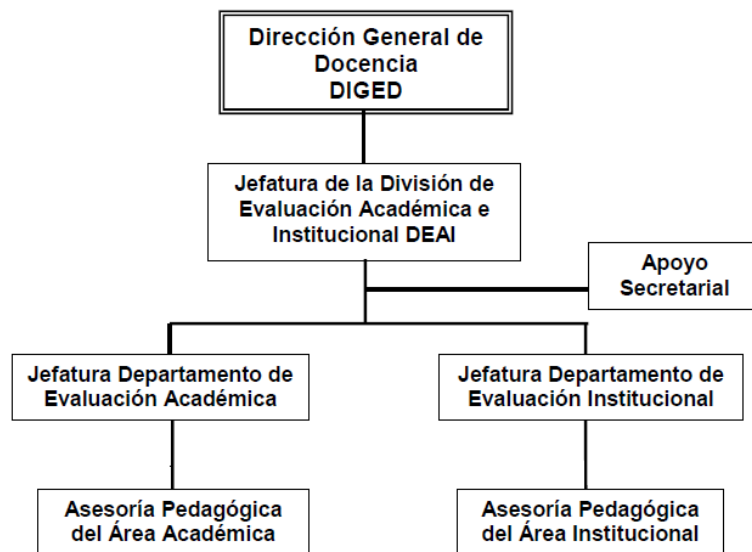 Dirección General de
Docencia
DIGED
Jefatura de la División de
Evaluación Académica e
Institucional DEAI
Apoyo
Secretarial
Jefatura Departamento de
Evaluación Académica
Jefatura Departamento de
Evaluación Institucional
Asesoría Pedagógica
del Área Académica
Asesoría Pedagógica
del Área Institucional